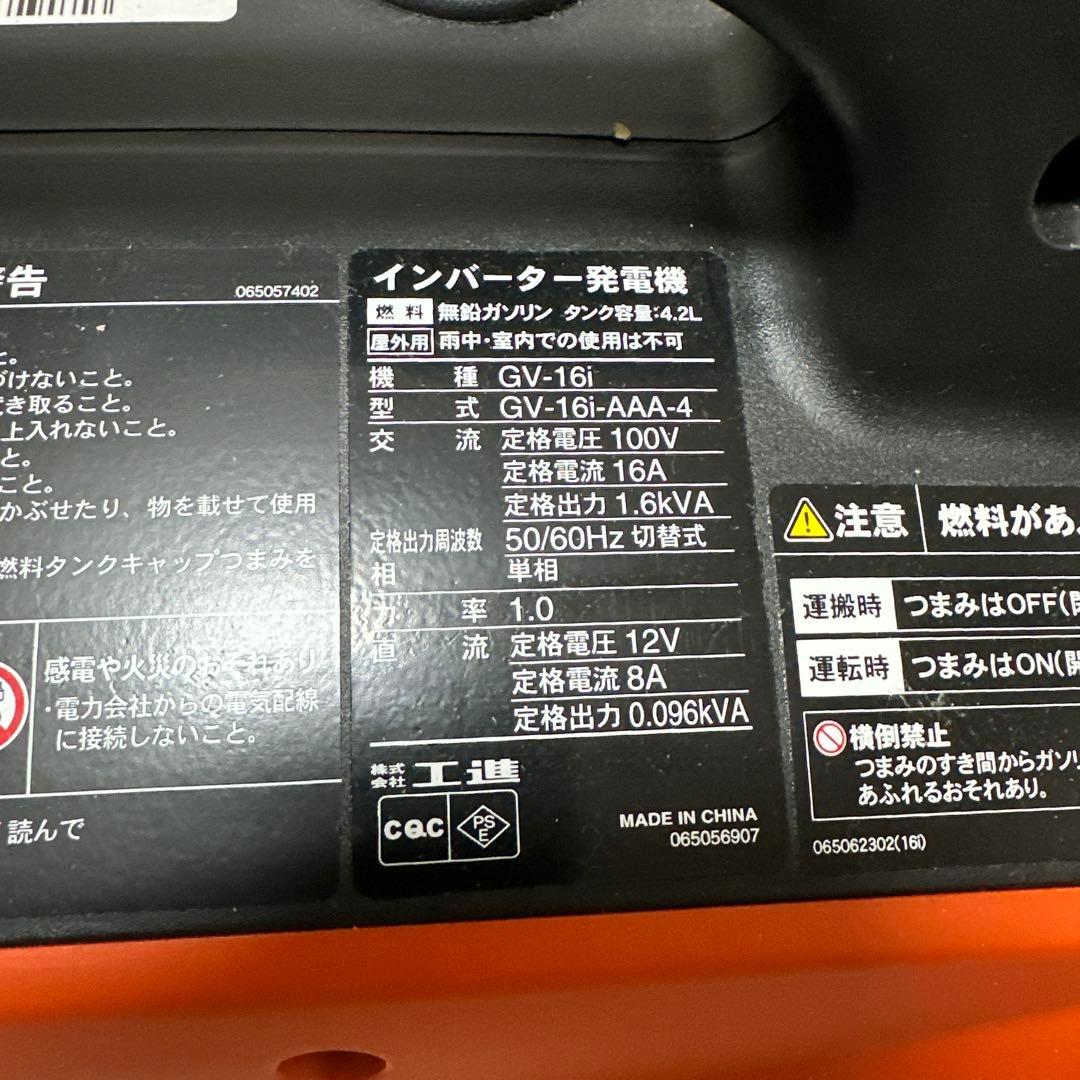 告
065057402
と。
づけないこと。
き取ること。
上入れないこと。
と。
こと。
かぶせたり、物を載せて使用
燃料タンクキャップつまみを
感電や火災のおそれあり
・電力会社からの電気配線
に接続しないこと。
読んで
インバーター発電機
燃料 無鉛ガソリン タンク容量:4.2L
屋外用 雨中・室内での使用は不可
機種 GV-16i
型式 GV-16i-AAA-4
交流 定格電圧 100V
定格電流 16A
定格出力 1.6kVA
定格出力周波数 50/60Hz 切替式
相 単相
力率 1.0
直流 定格電圧 12V
定格電流 8A
定格出力 0.096kVA
株式会社 工進
cqc PSE
MADE IN CHINA
065056907
注意 燃料があ
運搬時 つまみはOFF(閉
運転時 つまみはON(開
横倒禁止
つまみのすき間からガソリ
あふれるおそれあり。
065062302(16i)